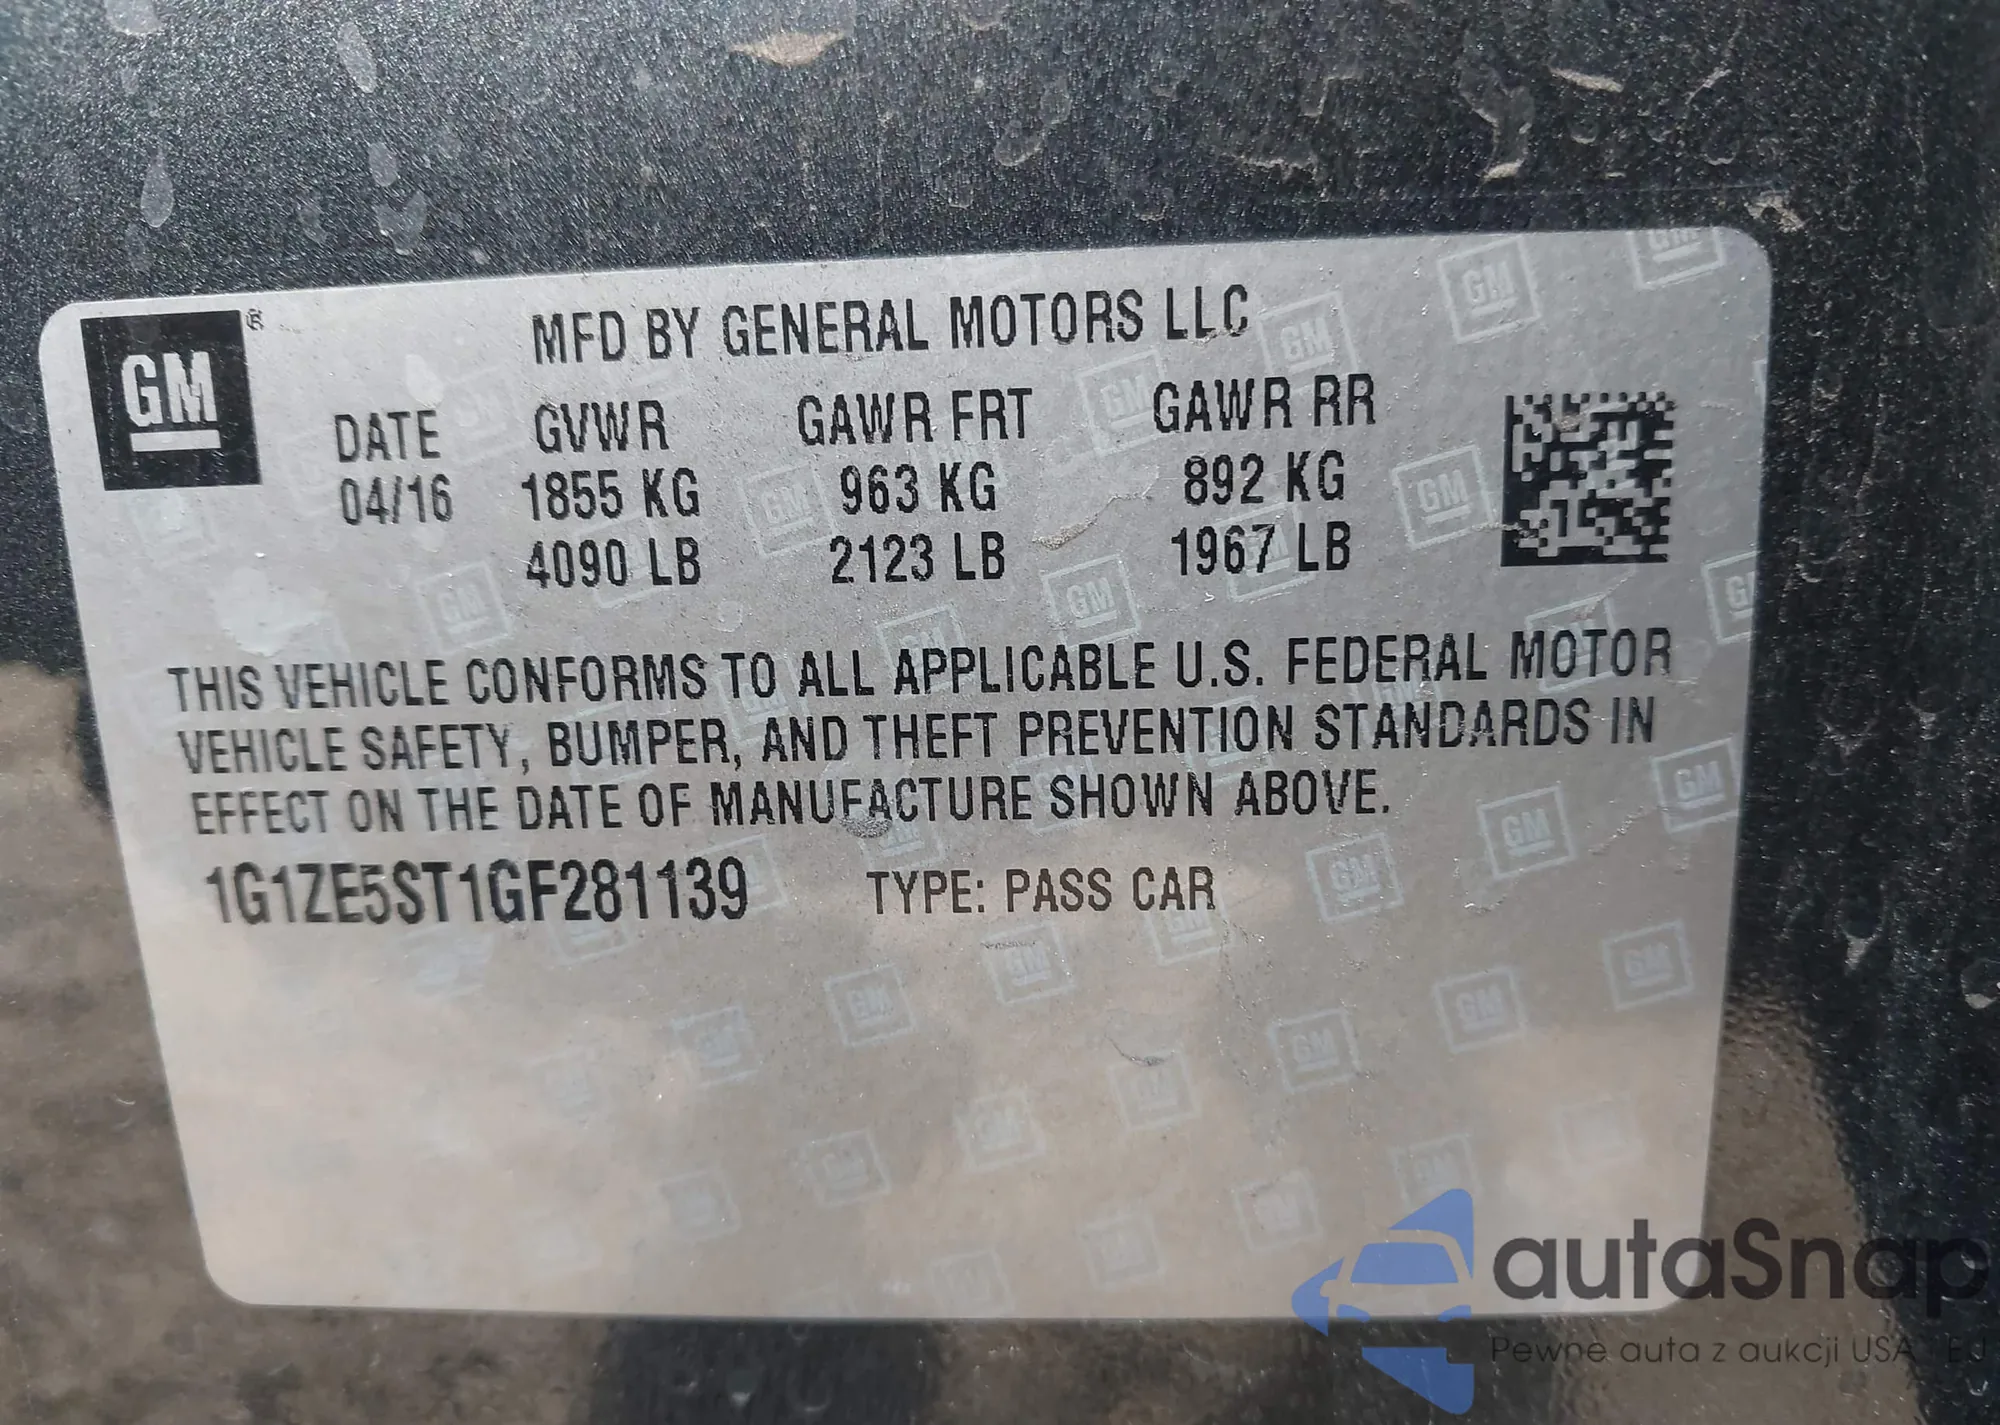 GM ®
MFD BY GENERAL MOTORS LLC
DATE GVWR GAWR FRT GAWR RR
04/16 1855 KG 963 KG 892 KG
4090 LB 2123 LB 1967 LB
THIS VEHICLE CONFORMS TO ALL APPLICABLE U.S. FEDERAL MOTOR
VEHICLE SAFETY, BUMPER, AND THEFT PREVENTION STANDARDS IN
EFFECT ON THE DATE OF MANUFACTURE SHOWN ABOVE.
1G1ZE5ST1GF281139 TYPE: PASS CAR
autaSnap
Pewne auta z aukcji USA EU